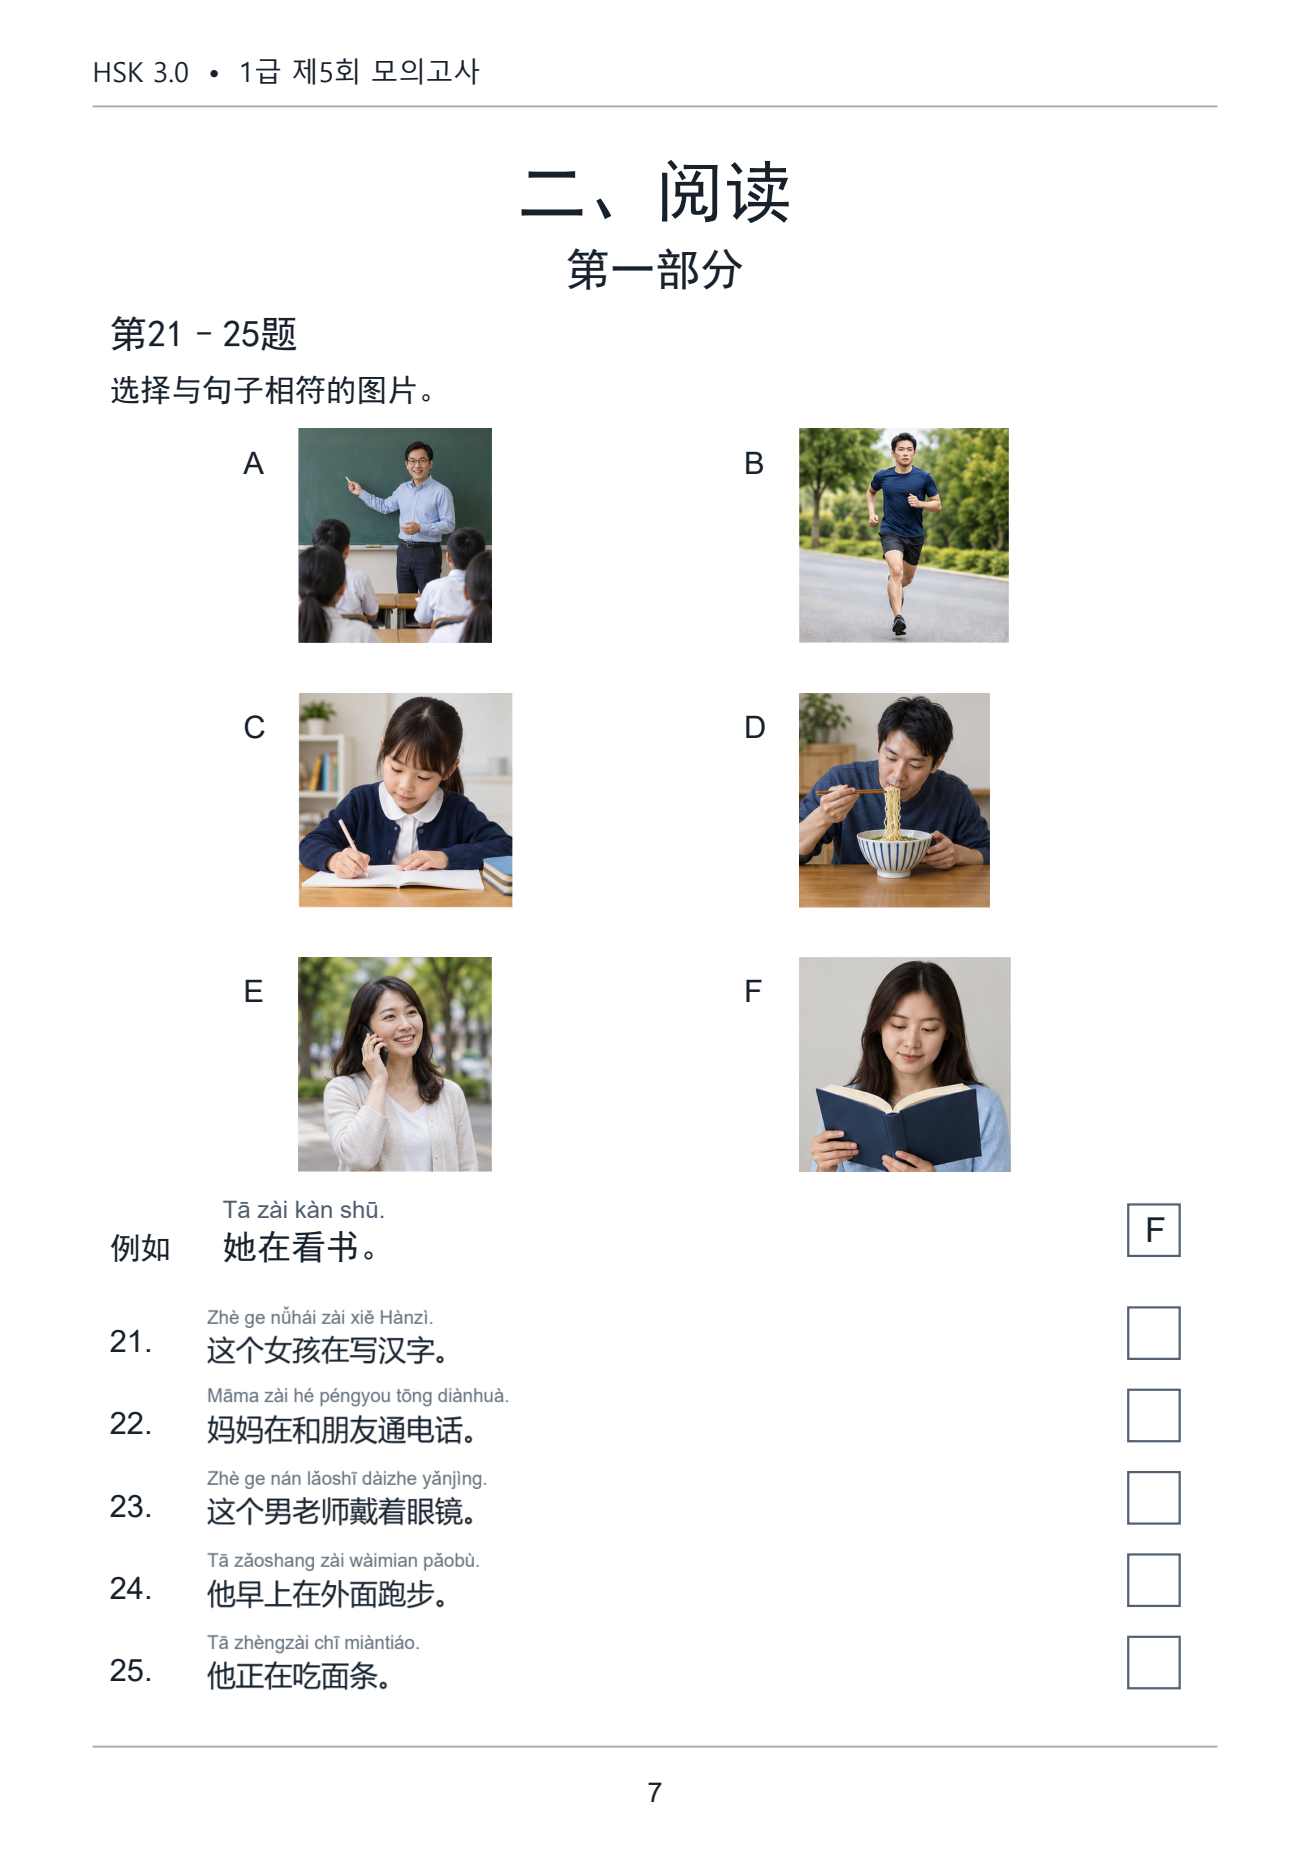 HSK 3.0 • 1급 제5회 모의고사
二、阅读
第一部分
第21 – 25题
选择与句子相符的图片。
A
B
C
D
E
F
Tā zài kàn shū.
例如 她在看书。 F
Zhè ge nǚhái zài xiě Hànzì.
21. 这个女孩在写汉字。
Māma zài hé péngyou tōng diànhuà.
22. 妈妈在和朋友通电话。
Zhè ge nán lǎoshī dàizhe yǎnjìng.
23. 这个男老师戴着眼镜。
Tā zǎoshang zài wàimian pǎobù.
24. 他早上在外面跑步。
Tā zhèngzài chī miàntiáo.
25. 他正在吃面条。
7